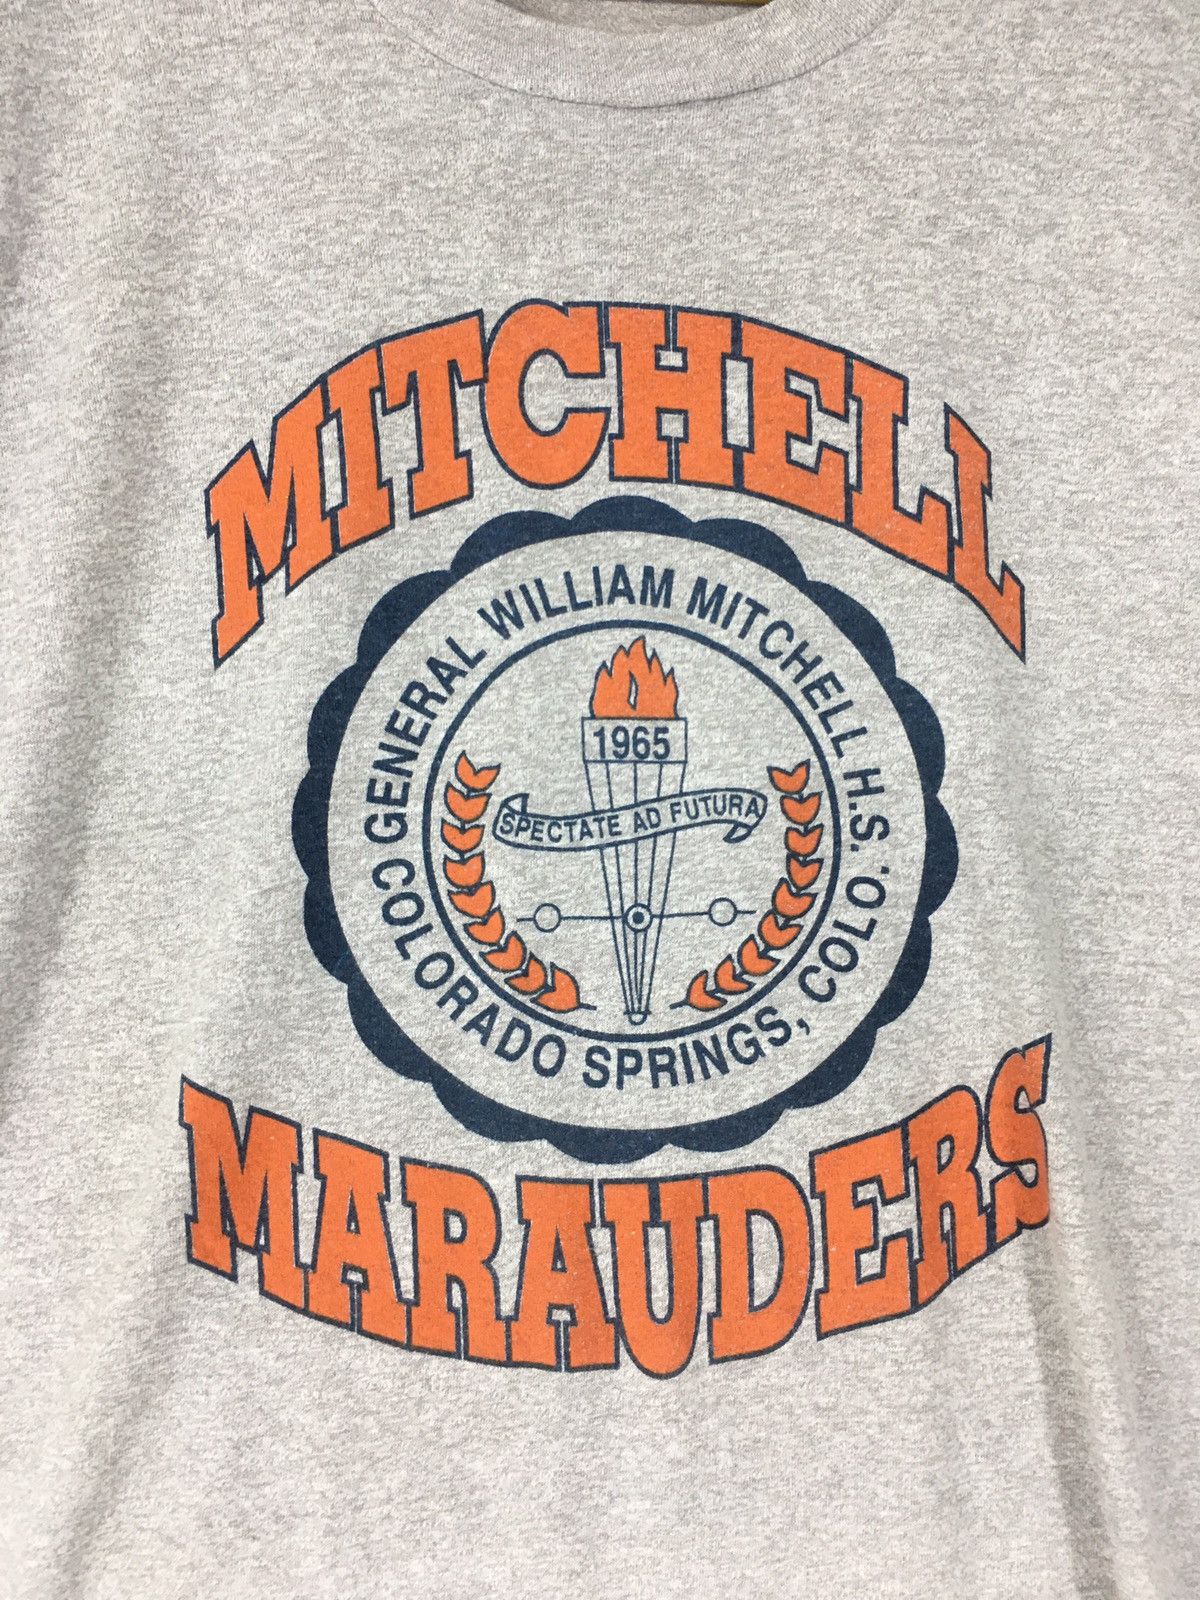 MITCHELL
GENERAL WILLIAM MITCHELL H.S.
1965
SPECTATE AD FUTURA
COLORADO SPRINGS, COLO.
MARAUDERS